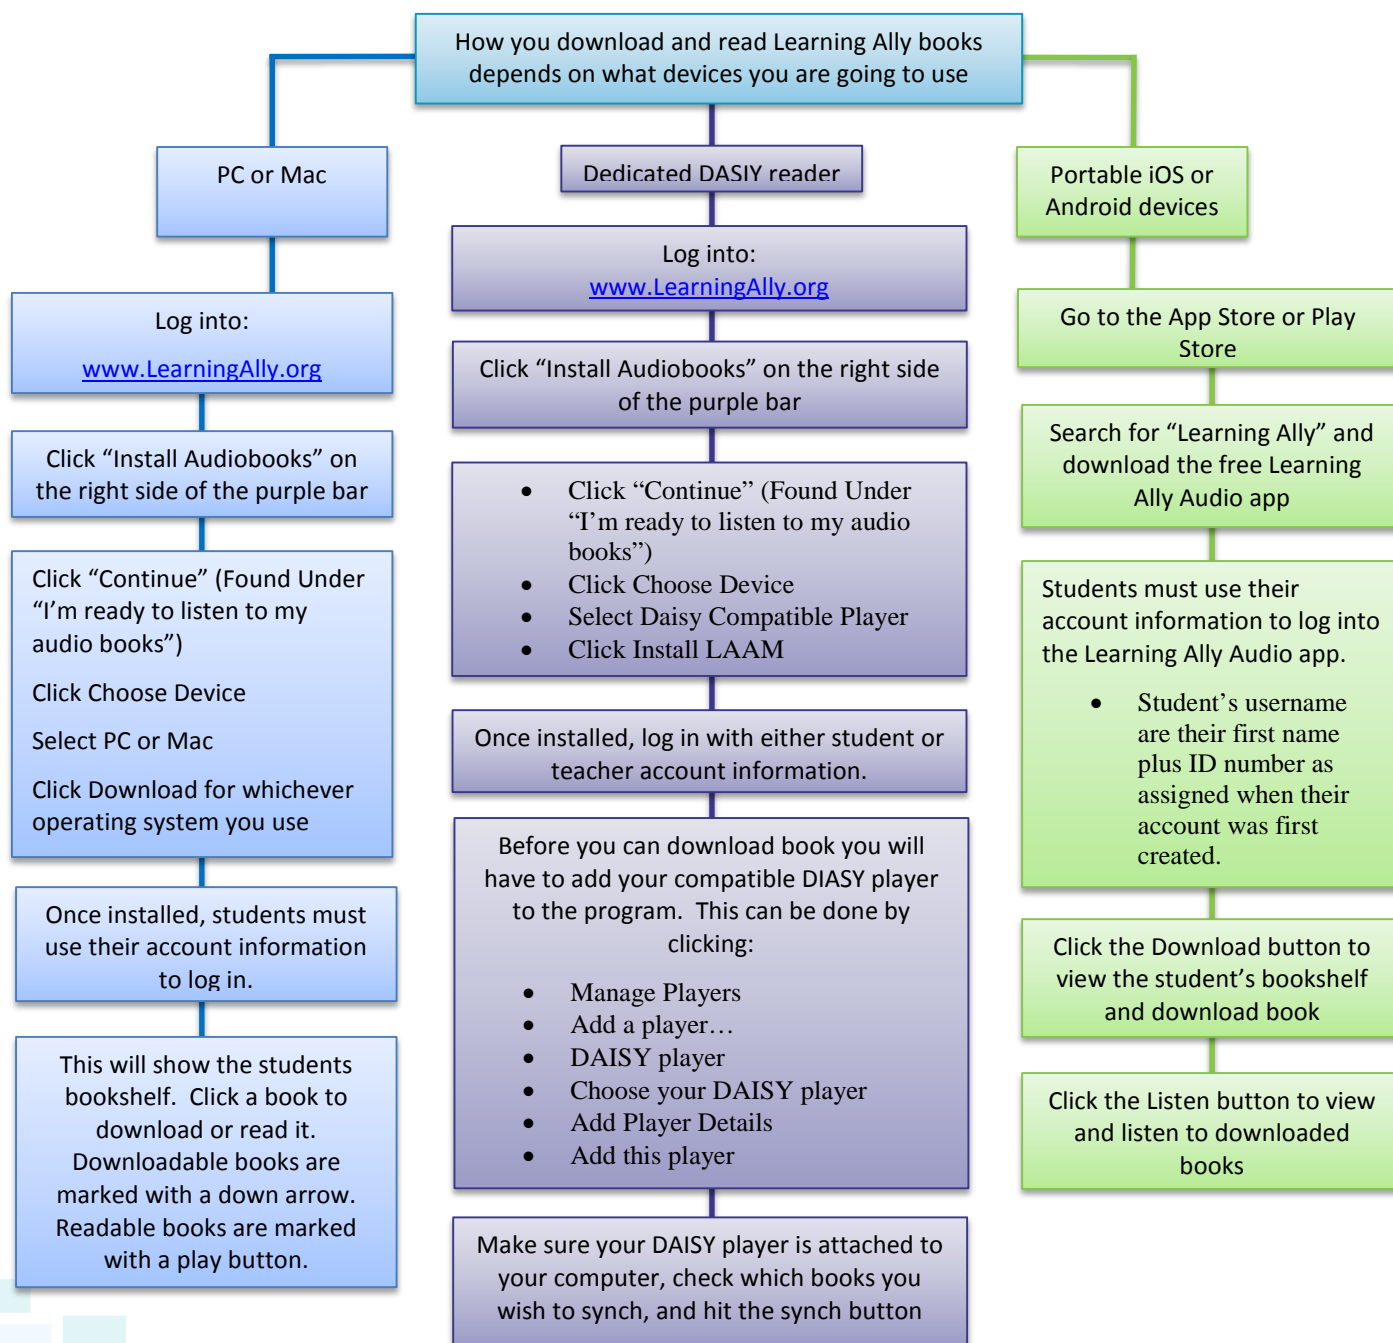 How you download and read Learning Ally books
depends on what devices you are going to use
PC or Mac
Log into:
www.LearningAlly.org
Click “Install Audiobooks” on
the right side of the purple bar
Click “Continue” (Found Under
“I’m ready to listen to my
audio books”)
Click Choose Device
Select PC or Mac
Click Download for whichever
operating system you use
Once installed, students must
use their account information
to log in.
This will show the students
bookshelf.  Click a book to
download or read it.
Downloadable books are
marked with a down arrow.
Readable books are marked
with a play button.
Dedicated DASIY reader
Log into:
www.LearningAlly.org
Click “Install Audiobooks” on the right side
of the purple bar
• Click “Continue” (Found Under
“I’m ready to listen to my audio
books”)
• Click Choose Device
• Select Daisy Compatible Player
• Click Install LAAM
Once installed, log in with either student or
teacher account information.
Before you can download book you will
have to add your compatible DIASY player
to the program.  This can be done by
clicking:
• Manage Players
• Add a player…
• DAISY player
• Choose your DAISY player
• Add Player Details
• Add this player
Make sure your DAISY player is attached to
your computer, check which books you
wish to synch, and hit the synch button
Portable iOS or
Android devices
Go to the App Store or Play
Store
Search for “Learning Ally” and
download the free Learning
Ally Audio app
Students must use their
account information to log into
the Learning Ally Audio app.
• Student’s username
are their first name
plus ID number as
assigned when their
account was first
created.
Click the Download button to
view the student’s bookshelf
and download book
Click the Listen button to view
and listen to downloaded
books